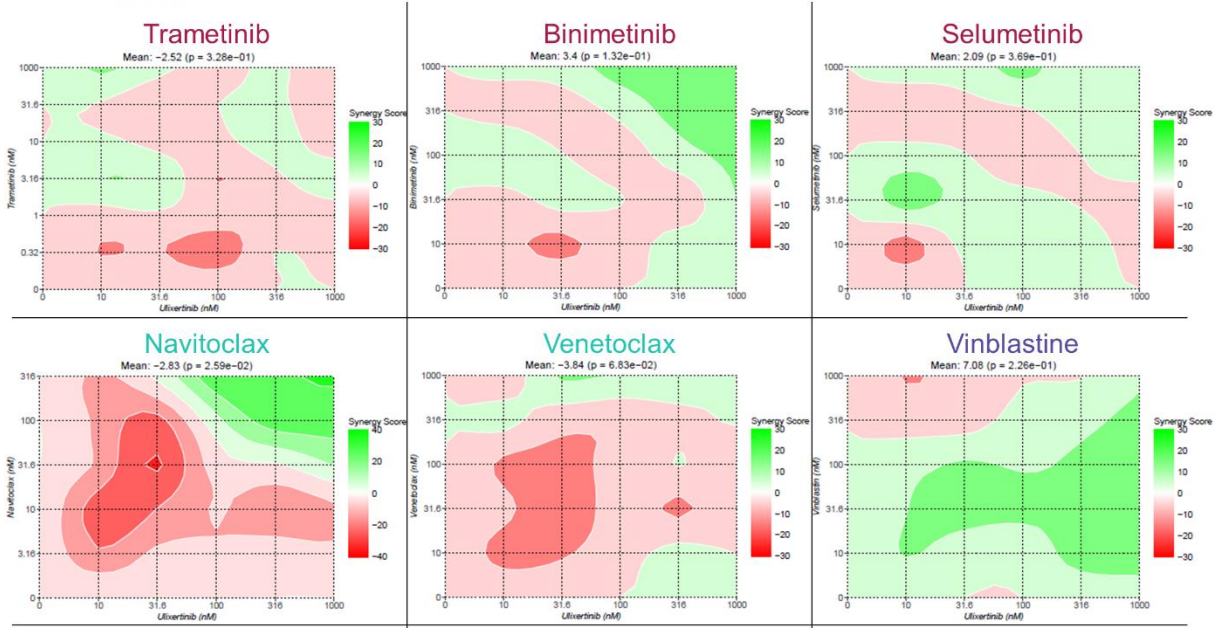 Trametinib
Mean: −2.52 (p = 3.28e−01)
1000
31.6
10
3.16
1
0.32
0
Trametinib (nM)
0 10 31.6 100 316 1000
Ulixertinib (nM)
Synergy Score
30
20
10
0
−10
−20
−30
Binimetinib
Mean: 3.4 (p = 1.32e−01)
1000
316
100
31.6
10
0
Binimetinib (nM)
0 10 31.6 100 316 1000
Ulixertinib (nM)
Synergy Score
30
20
10
0
−10
−20
−30
Selumetinib
Mean: 2.09 (p = 3.69e−01)
1000
316
100
31.6
10
0
Selumetinib (nM)
0 10 31.6 100 316 1000
Ulixertinib (nM)
Synergy Score
30
20
10
0
−10
−20
−30
Navitoclax
Mean: −2.83 (p = 2.59e−02)
316
100
31.6
10
3.16
0
Navitoclax (nM)
0 10 31.6 100 316 1000
Ulixertinib (nM)
Synergy Score
40
20
0
−20
−40
Venetoclax
Mean: −3.84 (p = 6.83e−02)
1000
316
100
31.6
10
0
Venetoclax (nM)
0 10 31.6 100 316 1000
Ulixertinib (nM)
Synergy Score
30
20
10
0
−10
−20
−30
Vinblastine
Mean: 7.08 (p = 2.26e−01)
1000
316
100
31.6
10
0
Vinblastin (nM)
0 10 31.6 100 316 1000
Ulixertinib (nM)
Synergy Score
30
20
10
0
−10
−20
−30